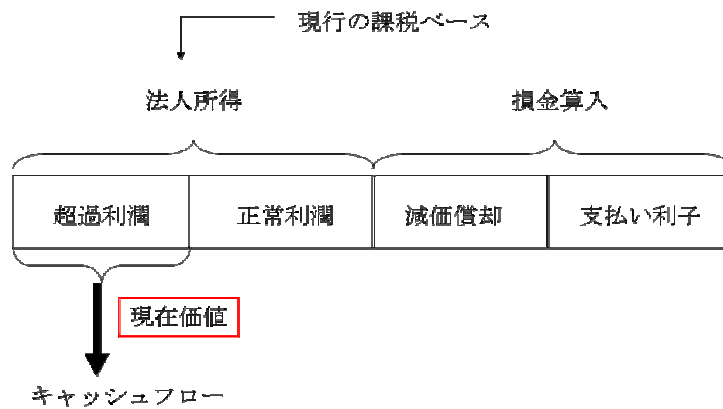 現行の課税ベース
法人所得
損金算入
超過利潤
正常利潤
減価償却
支払い利子
現在価値
キャッシュフロー